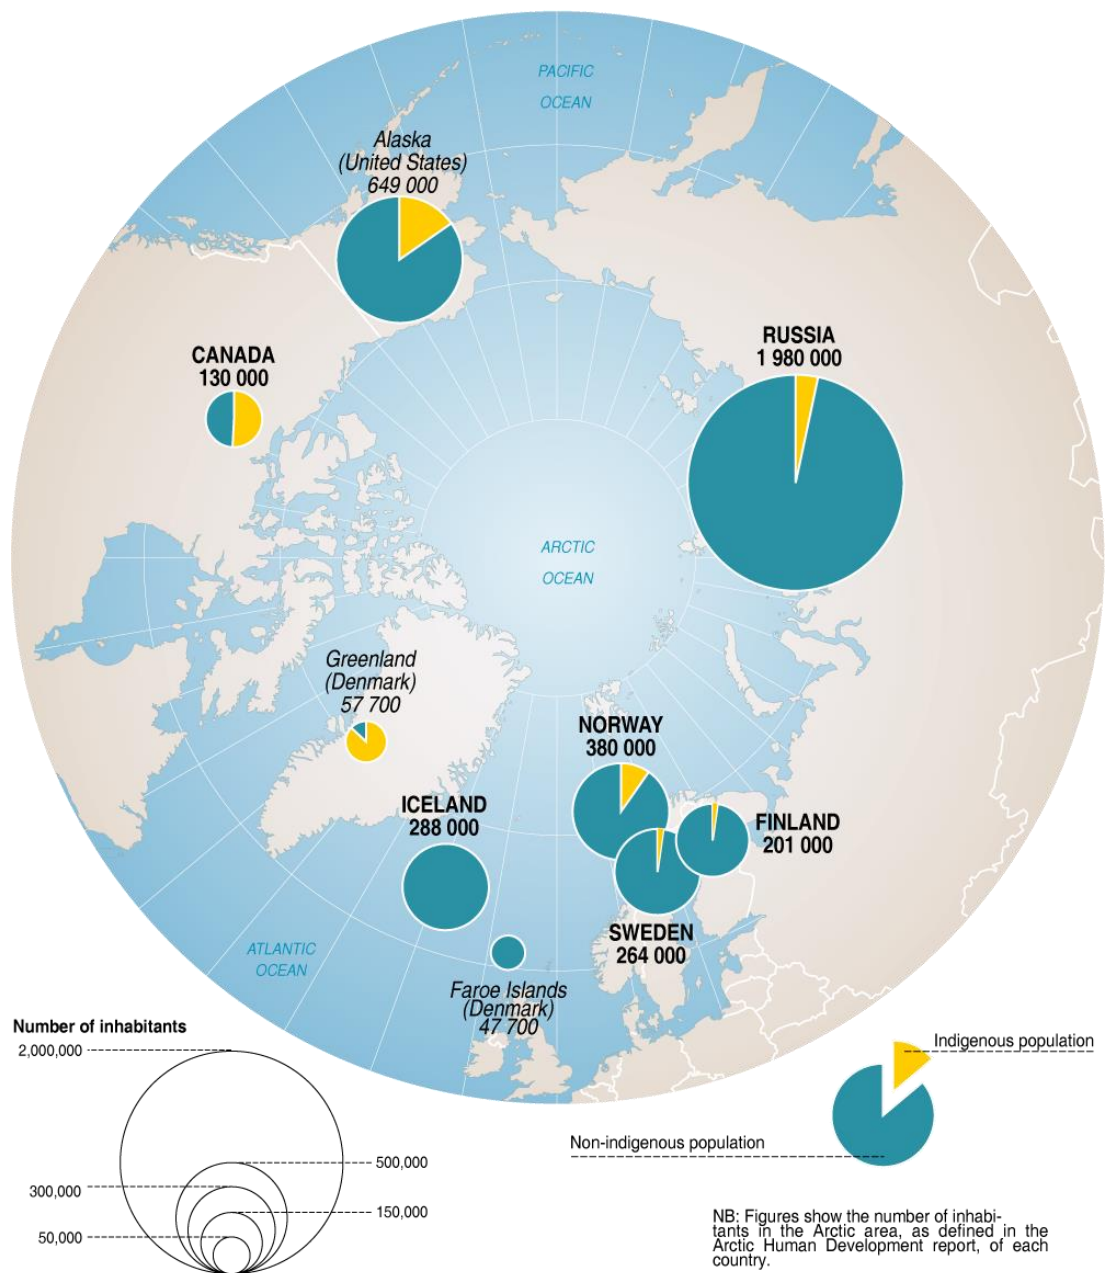 PACIFIC
OCEAN
Alaska
(United States)
649 000
RUSSIA
1 980 000
CANADA
130 000
ARCTIC
OCEAN
Greenland
(Denmark)
57 700
NORWAY
380 000
ICELAND
288 000
FINLAND
201 000
SWEDEN
264 000
ATLANTIC
OCEAN
Faroe Islands
(Denmark)
47 700
Number of inhabitants
2,000,000
500,000
300,000
150,000
50,000
Indigenous population
Non-indigenous population
NB: Figures show the number of inhabi-
tants in the Arctic area, as defined in the
Arctic Human Development report, of each
country.